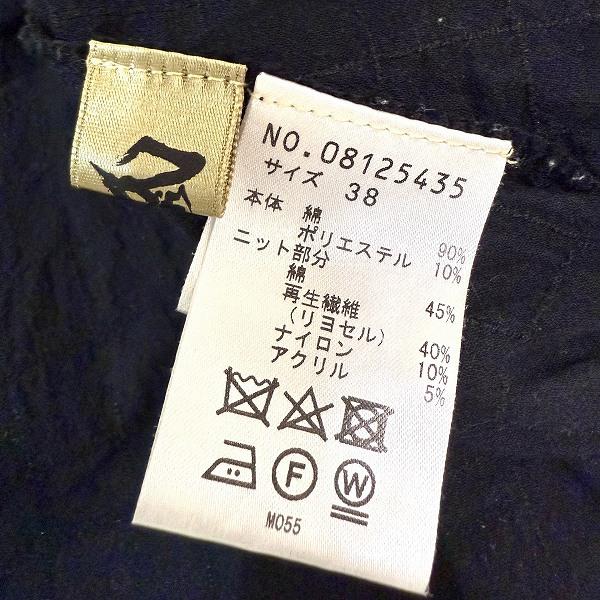 NO.08125435
サイズ 38
本体 綿 90%
ポリエステル 10%
ニット部分
綿 45%
再生繊維
(リヨセル) 40%
ナイロン 10%
アクリル 5%
F
W
M055